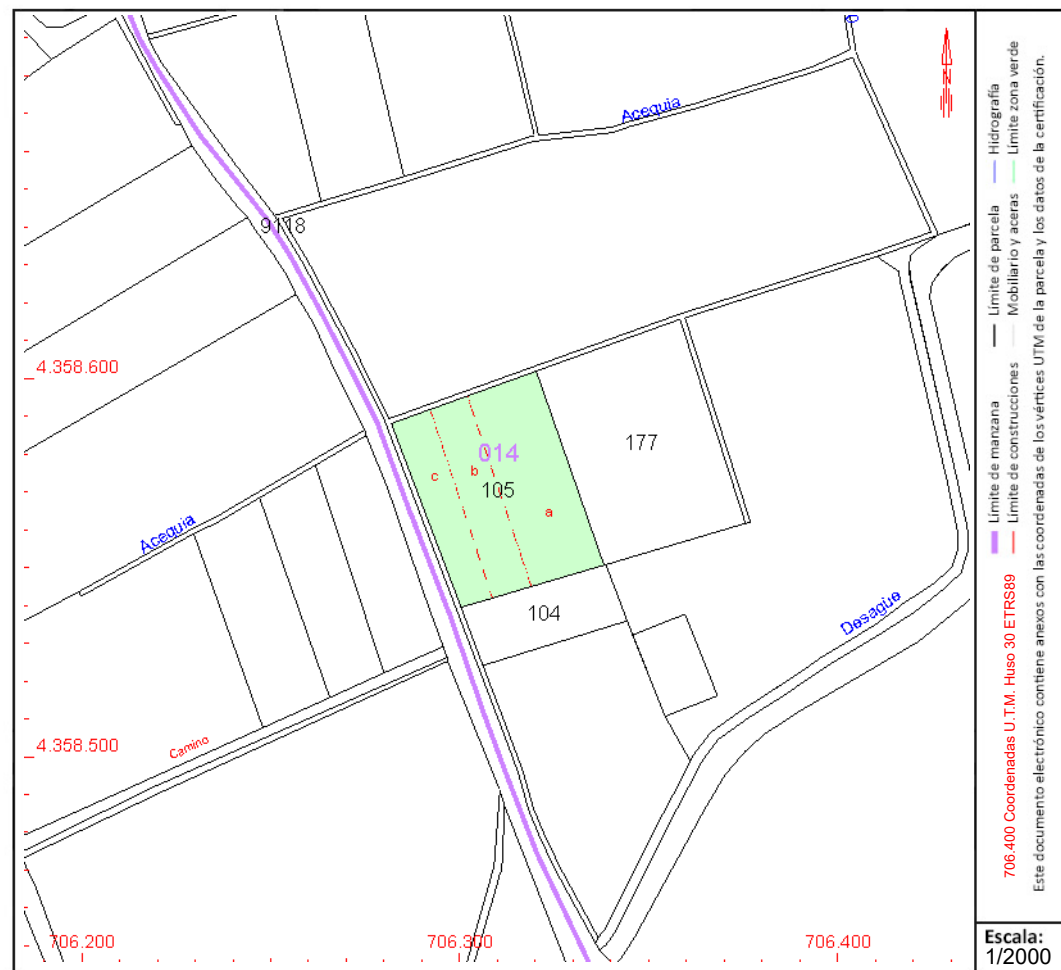 Acequia
9118
4.358.600
177
014
c
b
105
a
Acequia
104
Desagüe
4.358.500
Camino
706.200
706.300
706.400
N
Límite de manzana
Límite de parcela
Hidrografía
706.400 Coordenadas U.T.M. Huso 30 ETRS89
Límite de construcciones
Mobiliario y aceras
Límite zona verde
Este documento electrónico contiene anexos con las coordenadas de los vértices UTM de la parcela y los datos de la certificación.
Escala:
1/2000